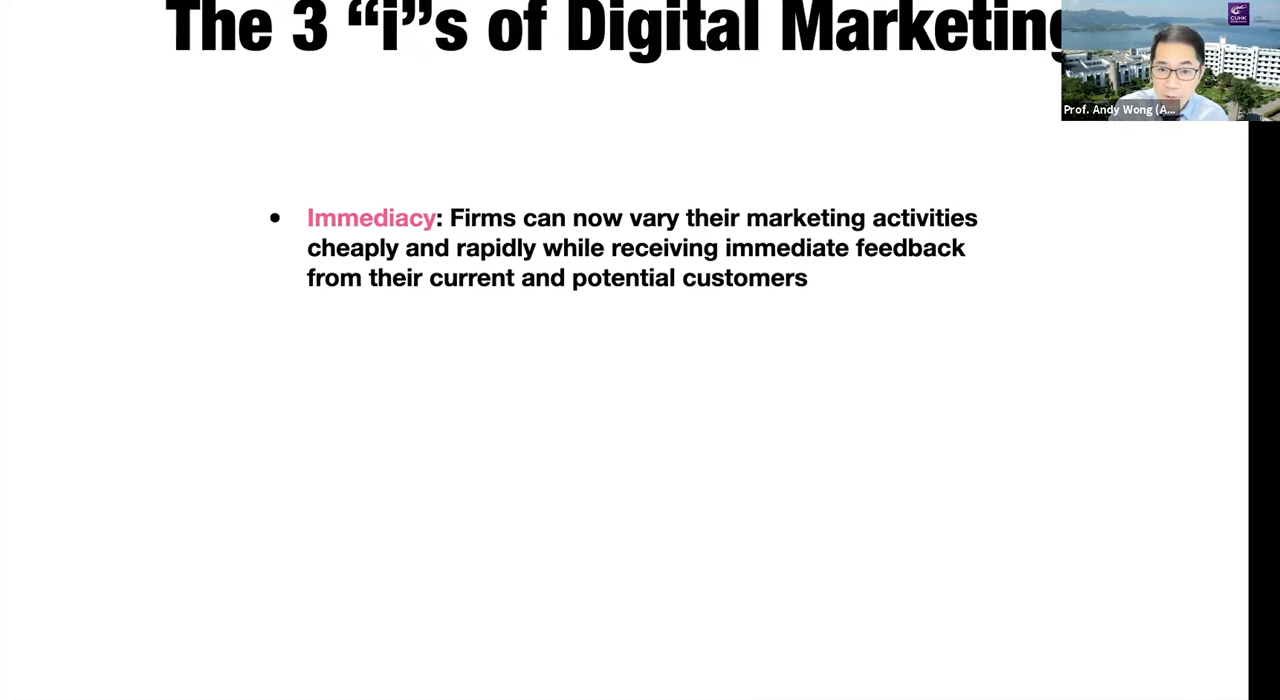 The 3 “i”s of Digital Marketing
CUHK
Prof. Andy Wong (A...
• Immediacy: Firms can now vary their marketing activities
cheaply and rapidly while receiving immediate feedback
from their current and potential customers